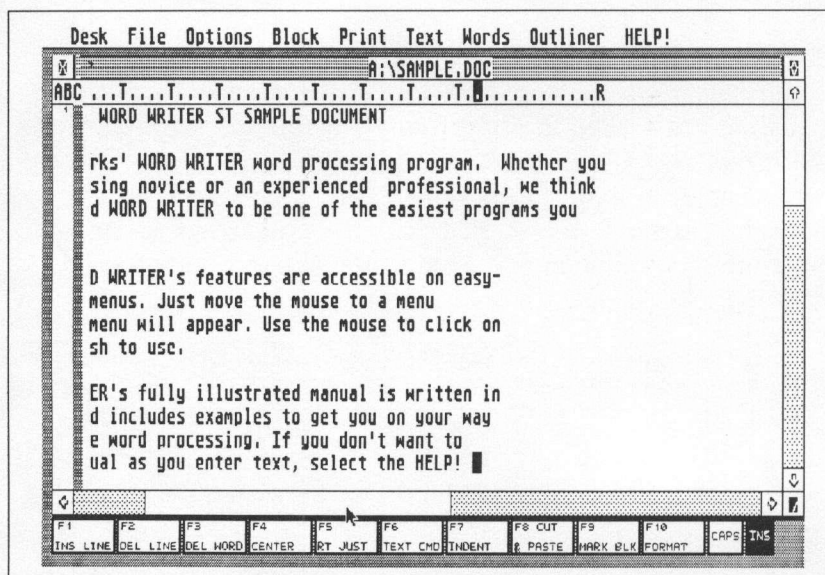 Desk File Options Block Print Text Words Outliner HELP!
A:\SAMPLE.DOC
ABC ...T....T....T....T....T....T....T....T.............R
1
WORD WRITER ST SAMPLE DOCUMENT
rks' WORD WRITER word processing program. Whether you
sing novice or an experienced professional, we think
d WORD WRITER to be one of the easiest programs you
D WRITER's features are accessible on easy-
menus. Just move the mouse to a menu
menu will appear. Use the mouse to click on
sh to use.
ER's fully illustrated manual is written in
d includes examples to get you on your way
e word processing. If you don't want to
ual as you enter text, select the HELP!
F1 F2 F3 F4 F5 F6 F7 F8 CUT F9 F10 CAPS INS
INS LINE DEL LINE DEL WORD CENTER RT JUST TEXT CMD INDENT & PASTE MARK BLK FORMAT